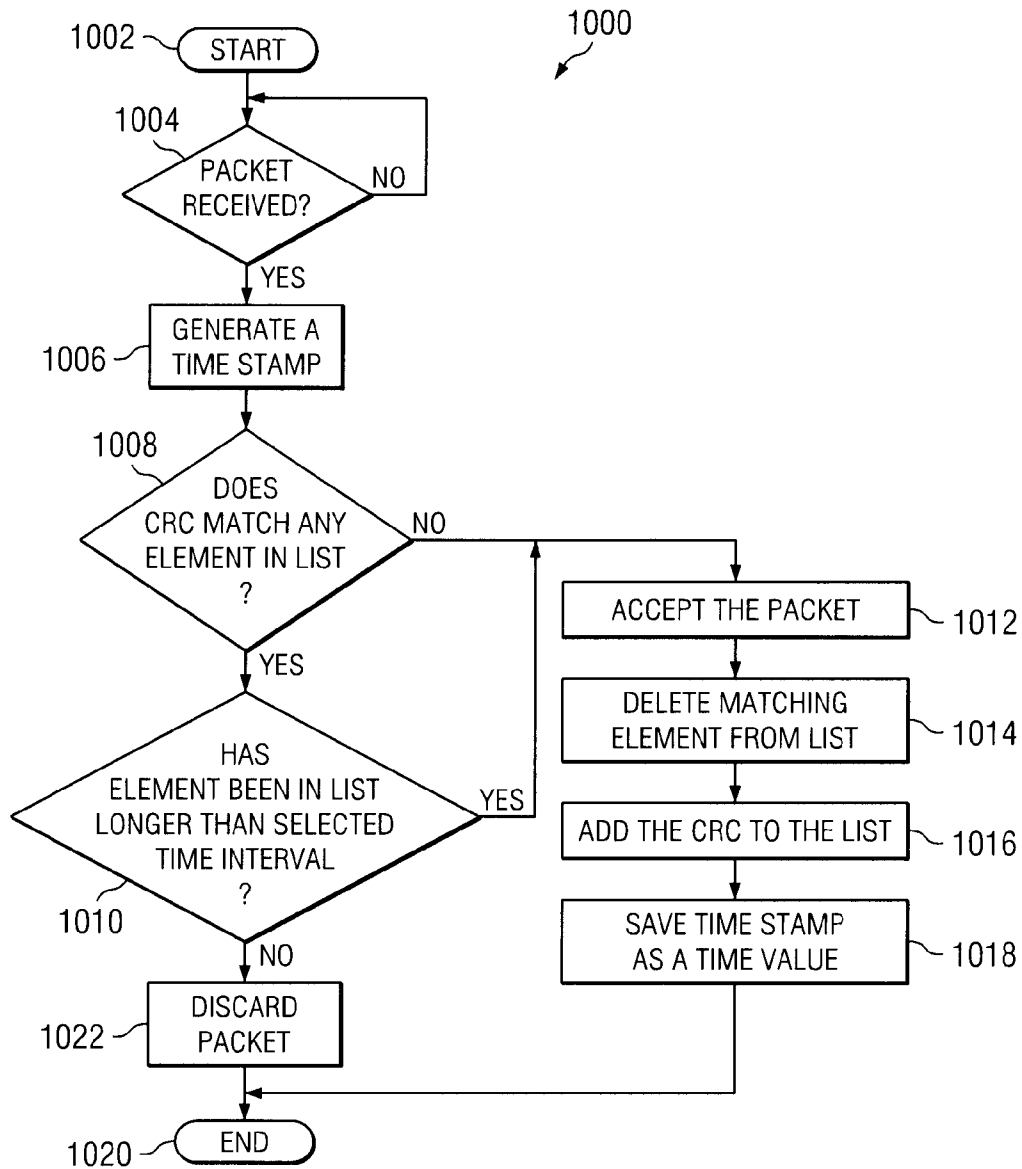 1000
1002
START
1004
PACKET
RECEIVED?
NO
YES
1006
GENERATE A
TIME STAMP
1008
DOES
CRC MATCH ANY
ELEMENT IN LIST
?
NO
YES
1010
HAS
ELEMENT BEEN IN LIST
LONGER THAN SELECTED
TIME INTERVAL
?
YES
NO
ACCEPT THE PACKET
1012
DELETE MATCHING
ELEMENT FROM LIST
1014
ADD THE CRC TO THE LIST
1016
SAVE TIME STAMP
AS A TIME VALUE
1018
1022
DISCARD
PACKET
1020
END